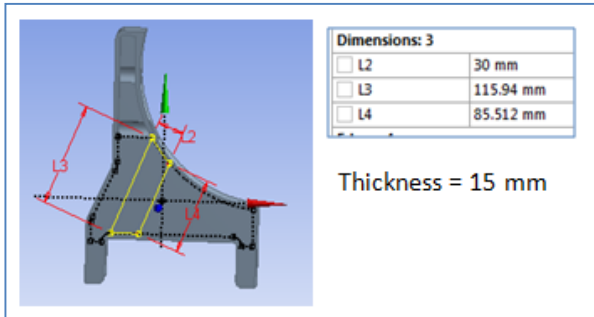 L3
L2
L4
Dimensions: 3
L2 30 mm
L3 115.94 mm
L4 85.512 mm
Thickness = 15 mm